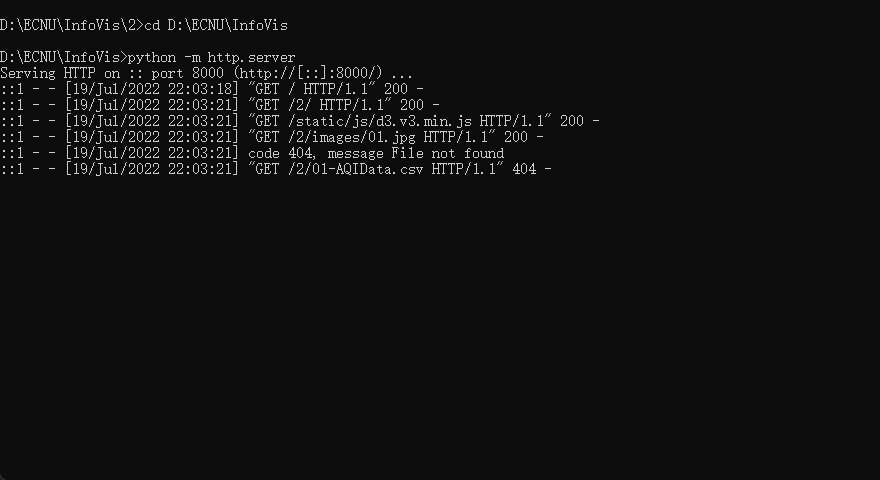 D:\ECNU\InfoVis\2>cd D:\ECNU\InfoVis
D:\ECNU\InfoVis>python -m http.server
Serving HTTP on :: port 8000 (http://[::]:8000/) ...
::1 - - [19/Jul/2022 22:03:18] "GET / HTTP/1.1" 200 -
::1 - - [19/Jul/2022 22:03:21] "GET /2/ HTTP/1.1" 200 -
::1 - - [19/Jul/2022 22:03:21] "GET /static/js/d3.v3.min.js HTTP/1.1" 200 -
::1 - - [19/Jul/2022 22:03:21] "GET /2/images/01.jpg HTTP/1.1" 200 -
::1 - - [19/Jul/2022 22:03:21] code 404, message File not found
::1 - - [19/Jul/2022 22:03:21] "GET /2/01-AQIData.csv HTTP/1.1" 404 -